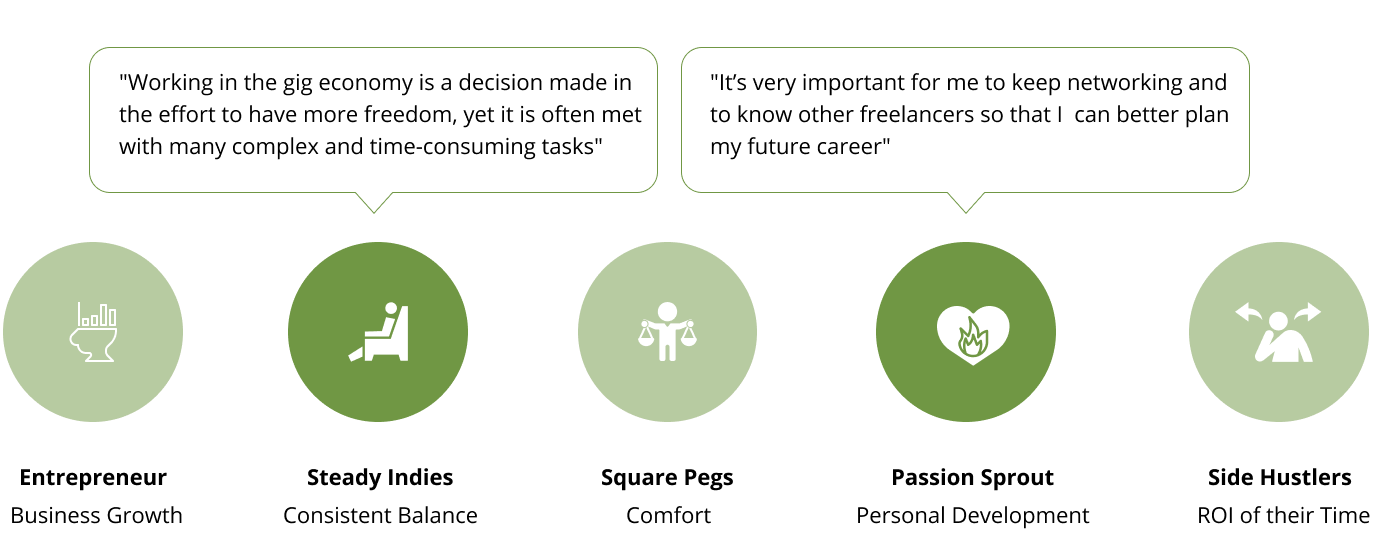 "Working in the gig economy is a decision made in
the effort to have more freedom, yet it is often met
with many complex and time-consuming tasks"
"It’s very important for me to keep networking and
to know other freelancers so that I  can better plan
my future career"
Entrepreneur
Business Growth
Steady Indies
Consistent Balance
Square Pegs
Comfort
Passion Sprout
Personal Development
Side Hustlers
ROI of their Time